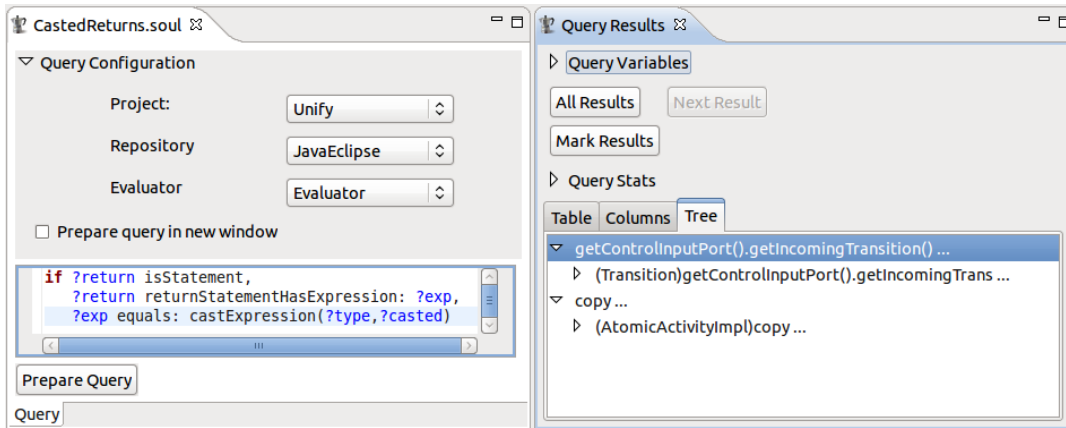 CastedReturns.soul
Query Configuration
Project:
Unify
Repository
JavaEclipse
Evaluator
Evaluator
Prepare query in new window
if ?return isStatement,
?return returnStatementHasExpression: ?exp,
?exp equals: castExpression(?type,?casted)
Prepare Query
Query
Query Results
Query Variables
All Results
Next Result
Mark Results
Query Stats
Table
Columns
Tree
getControlInputPort().getIncomingTransition() ...
(Transition)getControlInputPort().getIncomingTrans ...
copy ...
(AtomicActivityImpl)copy ...